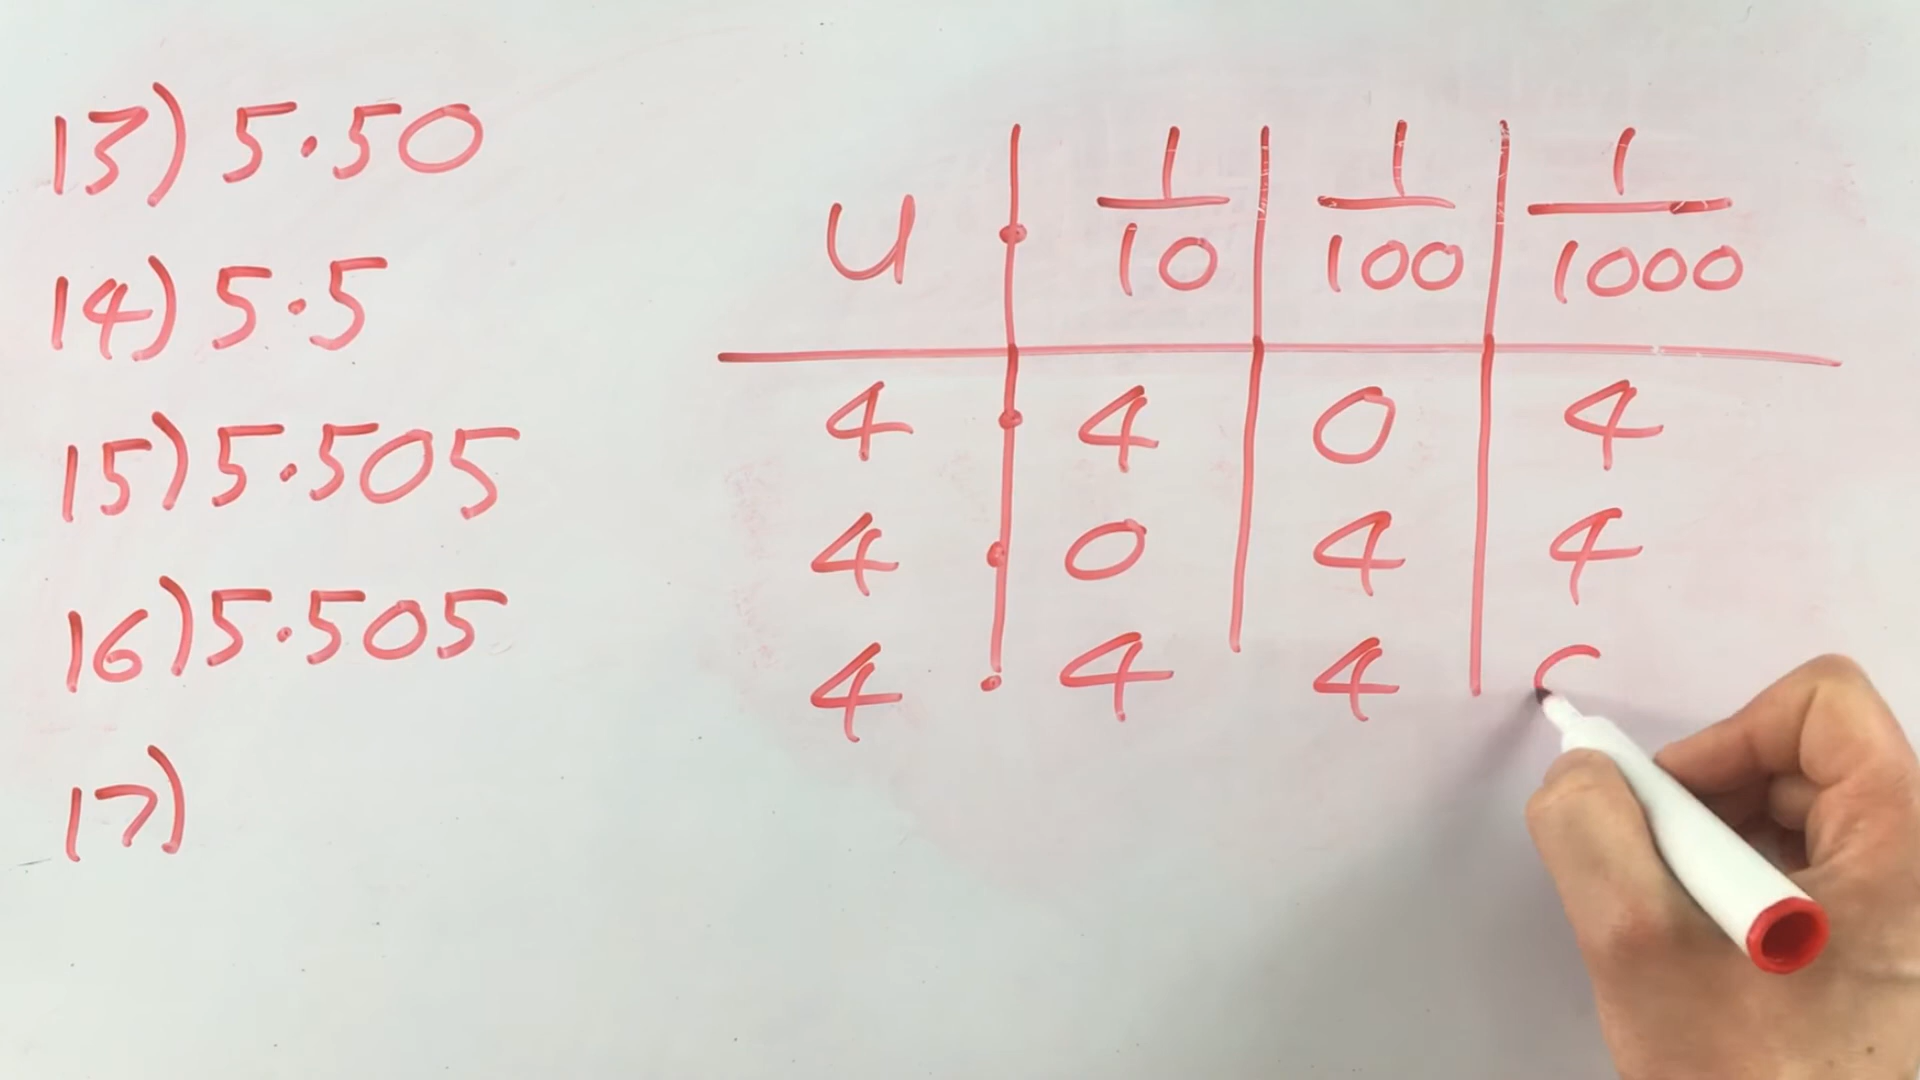 13) 5.50
14) 5.5
15) 5.505
16) 5.505
17)
U . 1/10 1/100 1/1000
4 . 4 0 4
4 . 0 4 4
4 . 4 4